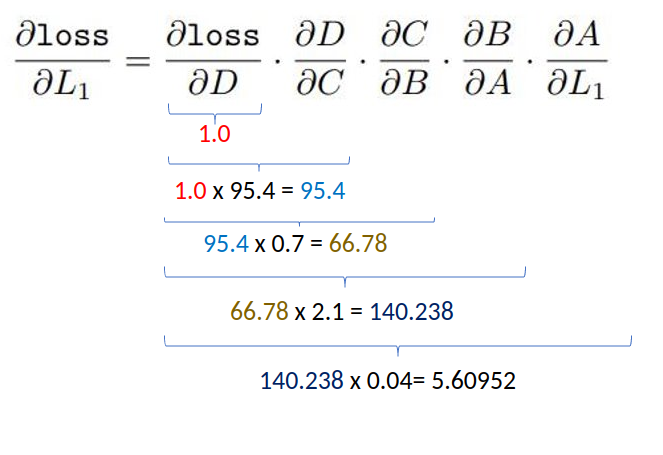 ∂loss/∂L₁ = ∂loss/∂D · ∂D/∂C · ∂C/∂B · ∂B/∂A · ∂A/∂L₁
1.0
1.0 x 95.4 = 95.4
95.4 x 0.7 = 66.78
66.78 x 2.1 = 140.238
140.238 x 0.04= 5.60952